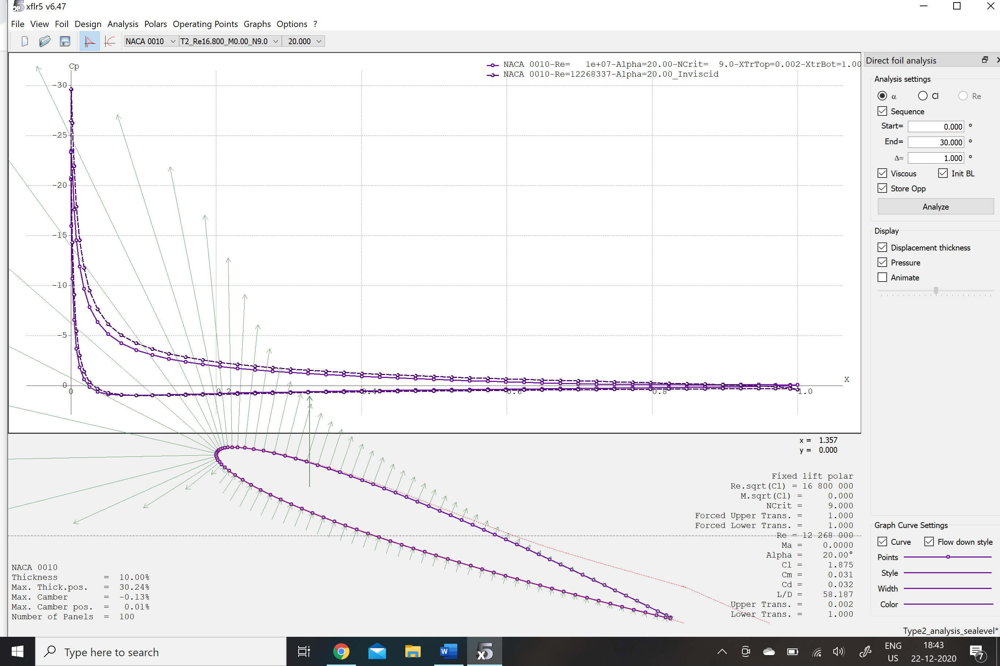 xflr5 v6.47
File View Foil Design Analysis Polars Operating Points Graphs Options ?
NACA 0010 T2_Re16.800_M0.00_N9.0 20.000
Cp
NACA 0010-Re= 1e+07-Alpha=20.00-NCrit= 9.0-XTrTop=0.002-XtrBot=1.00
NACA 0010-Re=12268337-Alpha=20.00_Inviscid
-30
-25
-20
-15
-10
-5
0
X
0 0.2 0.4 0.6 0.8 1.0
x = 1.357
y = 0.000
Fixed lift polar
Re.sqrt(Cl) = 16 800 000
M.sqrt(Cl) = 0.000
NCrit = 9.000
Forced Upper Trans. = 1.000
Forced Lower Trans. = 1.000
Re = 12 268 000
Ma = 0.0000
Alpha = 20.00°
Cl = 1.875
Cm = 0.031
Cd = 0.032
L/D = 58.187
Upper Trans. = 0.002
Lower Trans. = 1.000
NACA 0010
Thickness = 10.00%
Max. Thick.pos. = 30.24%
Max. Camber = -0.13%
Max. Camber pos. = 0.01%
Number of Panels = 100
Direct foil analysis
Analysis settings
α Cl Re
Sequence
Start= 0.000 °
End= 30.000 °
Δ= 1.000 °
Viscous Init BL
Store Opp
Analyze
Display
Displacement thickness
Pressure
Animate
Graph Curve Settings
Curve Flow down style
Points
Style
Width
Color
Type2_analysis_sealevel*
Type here to search
W
x5
ENG
US
18:43
22-12-2020
7